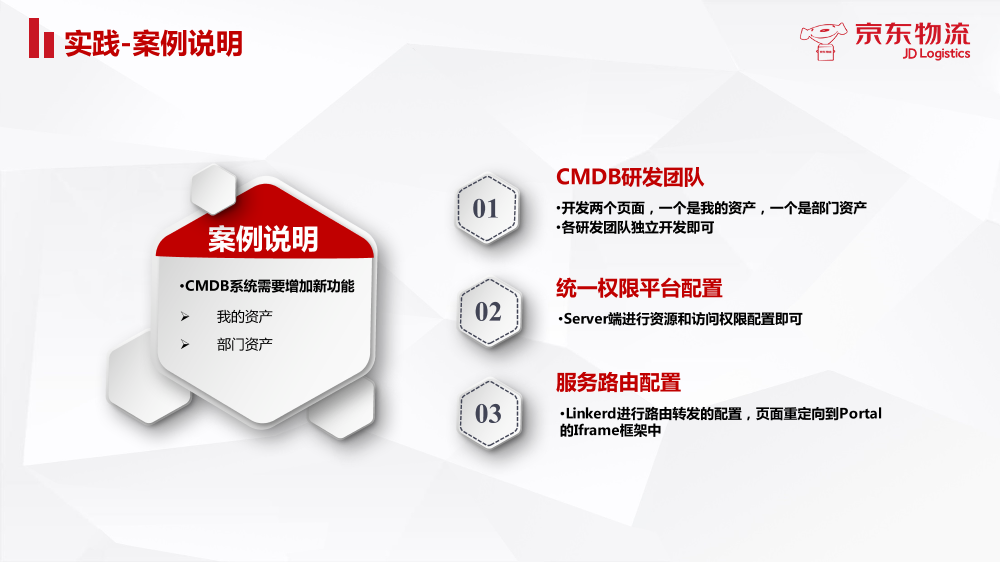 实践-案例说明
京东物流
JD Logistics
案例说明
•CMDB系统需要增加新功能
➢ 我的资产
➢ 部门资产
01
CMDB研发团队
•开发两个页面，一个是我的资产，一个是部门资产
•各研发团队独立开发即可
02
统一权限平台配置
•Server端进行资源和访问权限配置即可
03
服务路由配置
•Linkerd进行路由转发的配置，页面重定向到Portal
的Iframe框架中